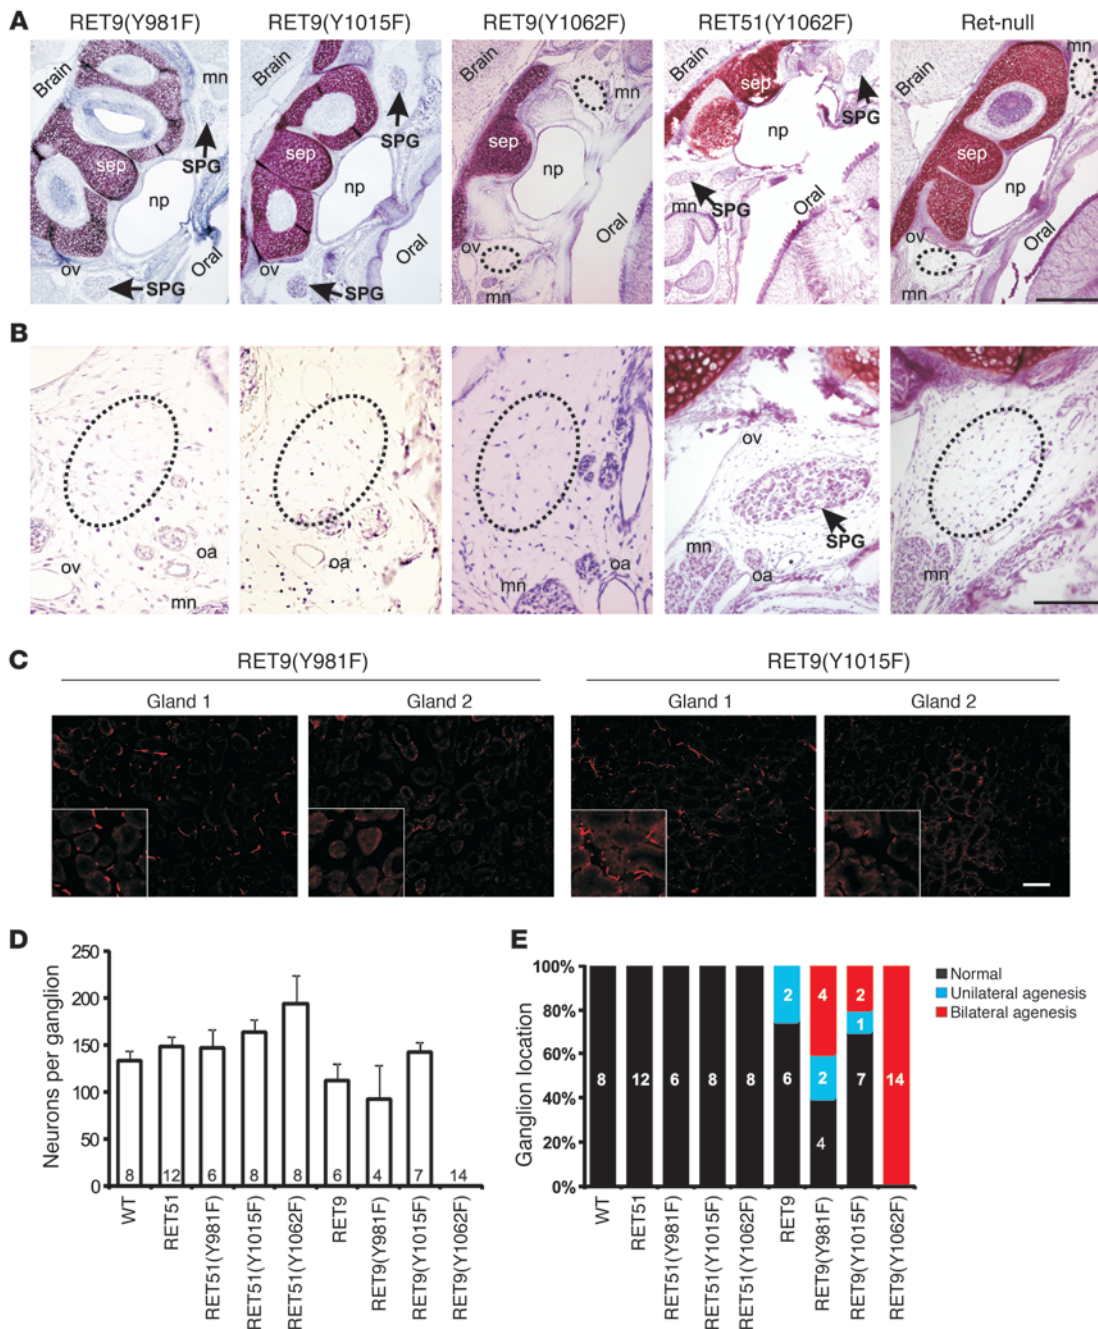 A
RET9(Y981F)
RET9(Y1015F)
RET9(Y1062F)
RET51(Y1062F)
Ret-null
Brain
mn
SPG
sep
np
ov
Oral
SPG
Brain
SPG
sep
np
ov
Oral
SPG
Brain
mn
sep
np
ov
Oral
mn
Brain
sep
mn
SPG
np
SPG
mn
Oral
mn
Brain
sep
np
ov
Oral
mn
B
ov
oa
mn
oa
mn
oa
ov
mn
SPG
oa
mn
C
RET9(Y981F)
RET9(Y1015F)
Gland 1
Gland 2
Gland 1
Gland 2
D
Neurons per ganglion
250
200
150
100
50
0
8
12
6
8
8
6
4
7
14
WT
RET51
RET51(Y981F)
RET51(Y1015F)
RET51(Y1062F)
RET9
RET9(Y981F)
RET9(Y1015F)
RET9(Y1062F)
E
Ganglion location
100%
80%
60%
40%
20%
0%
8
12
6
8
8
2
6
4
2
4
2
1
7
14
WT
RET51
RET51(Y981F)
RET51(Y1015F)
RET51(Y1062F)
RET9
RET9(Y981F)
RET9(Y1015F)
RET9(Y1062F)
Normal
Unilateral agenesis
Bilateral agenesis